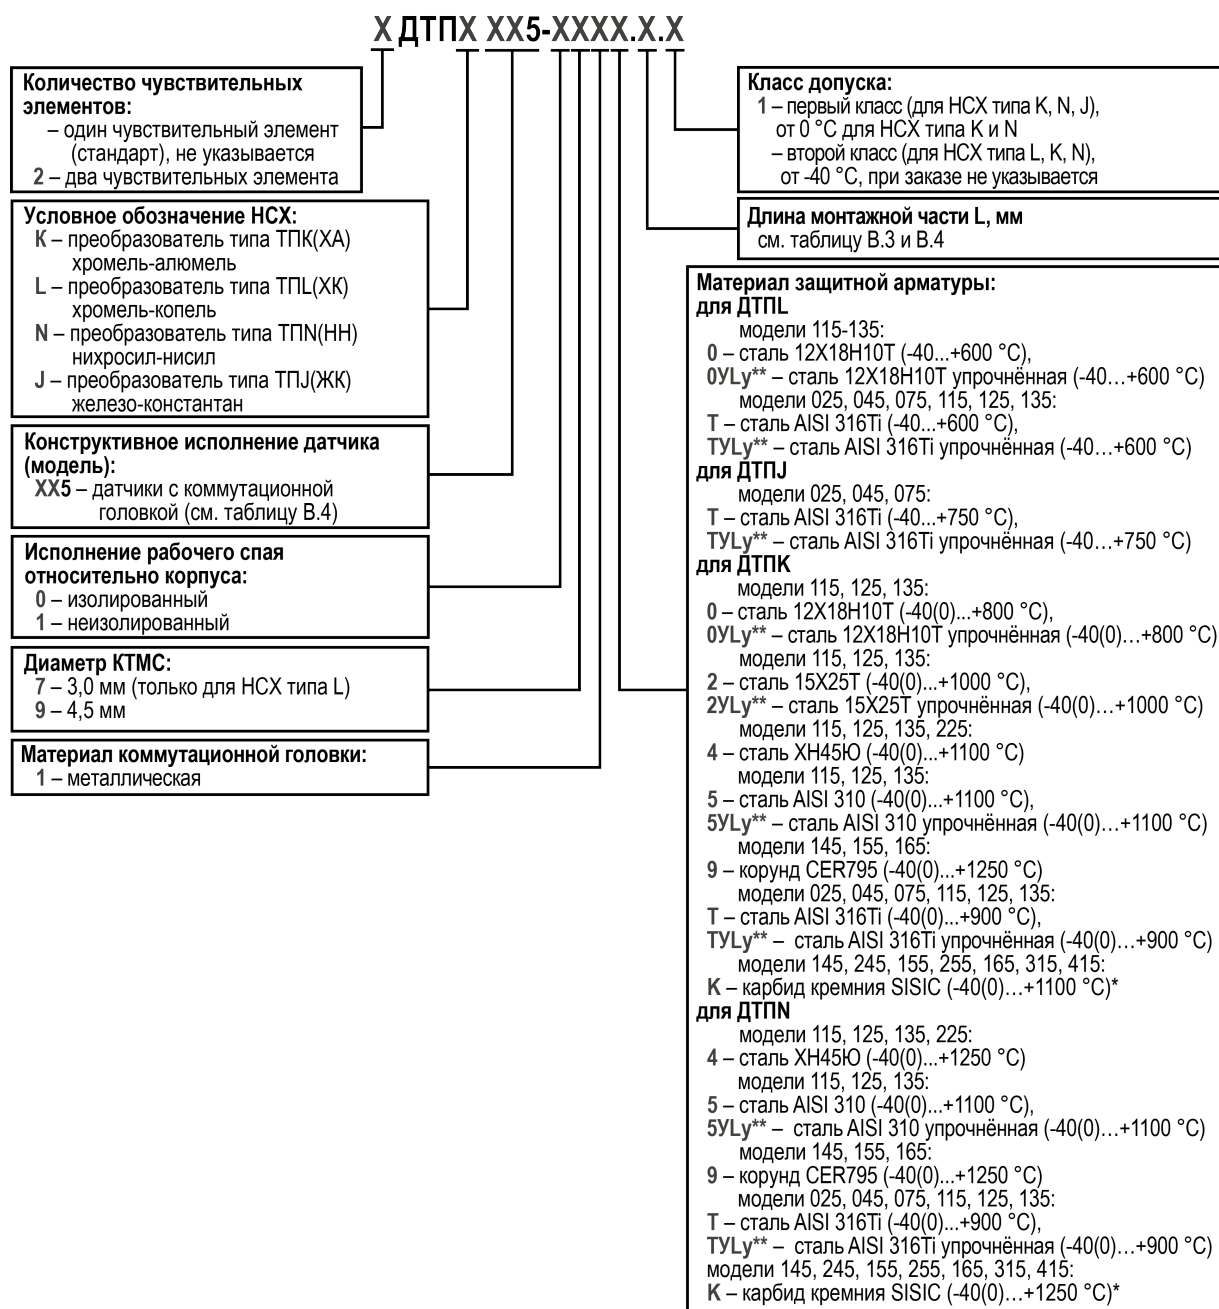 XДТПX XX5-XXXX.X.X
Количество чувствительных
элементов:
– один чувствительный элемент
(стандарт), не указывается
2 – два чувствительных элемента
Условное обозначение НСХ:
K – преобразователь типа ТПK(ХА)
хромель-алюмель
L – преобразователь типа ТПL(ХК)
хромель-копель
N – преобразователь типа ТПN(НН)
нихросил-нисил
J – преобразователь типа ТПJ(ЖК)
железо-константан
Конструктивное исполнение датчика
(модель):
XX5 – датчики с коммутационной
головкой (см. таблицу В.4)
Исполнение рабочего спая
относительно корпуса:
0 – изолированный
1 – неизолированный
Диаметр КТМС:
7 – 3,0 мм (только для НСХ типа L)
9 – 4,5 мм
Материал коммутационной головки:
1 – металлическая
Класс допуска:
1 – первый класс (для НСХ типа K, N, J),
от 0 °С для НСХ типа K и N
– второй класс (для НСХ типа L, K, N),
от -40 °С, при заказе не указывается
Длина монтажной части L, мм
см. таблицу В.3 и В.4
Материал защитной арматуры:
для ДТПL
модели 115-135:
0 – сталь 12Х18Н10Т (-40...+600 °С),
0УLy** – сталь 12Х18Н10Т упрочнённая (-40…+600 °С)
модели 025, 045, 075, 115, 125, 135:
Т – сталь AISI 316Ti (-40...+600 °С),
ТУLy** – сталь AISI 316Ti упрочнённая (-40…+600 °С)
для ДТПJ
модели 025, 045, 075:
Т – сталь AISI 316Ti (-40...+750 °С),
ТУLy** – сталь AISI 316Ti упрочнённая (-40…+750 °С)
для ДТПK
модели 115, 125, 135:
0 – сталь 12Х18Н10Т (-40(0)...+800 °С),
0УLy** – сталь 12Х18Н10Т упрочнённая (-40(0)…+800 °С)
модели 115, 125, 135:
2 – сталь 15Х25Т (-40(0)...+1000 °С),
2УLy** – сталь 15Х25Т упрочнённая (-40(0)…+1000 °С)
модели 115, 125, 135, 225:
4 – сталь ХН45Ю (-40(0)...+1100 °С)
модели 115, 125, 135:
5 – сталь AISI 310 (-40(0)...+1100 °С),
5УLy** – сталь AISI 310 упрочнённая (-40(0)…+1100 °С)
модели 145, 155, 165:
9 – корунд CER795 (-40(0)...+1250 °С)
модели 025, 045, 075, 115, 125, 135:
Т – сталь AISI 316Ti (-40(0)...+900 °С),
ТУLy** – сталь AISI 316Ti упрочнённая (-40(0)…+900 °С)
модели 145, 245, 155, 255, 165, 315, 415:
K – карбид кремния SISIC (-40(0)…+1100 °С)*
для ДТПN
модели 115, 125, 135, 225:
4 – сталь ХН45Ю (-40(0)...+1250 °С)
модели 115, 125, 135:
5 – сталь AISI 310 (-40(0)...+1100 °С),
5УLy** – сталь AISI 310 упрочнённая (-40(0)…+1100 °С)
модели 145, 155, 165:
9 – корунд CER795 (-40(0)...+1250 °С)
модели 025, 045, 075, 115, 125, 135:
Т – сталь AISI 316Ti (-40(0)...+900 °С),
ТУLy** – сталь AISI 316Ti упрочнённая (-40(0)…+900 °С)
модели 145, 245, 155, 255, 165, 315, 415:
K – карбид кремния SISIC (-40(0)…+1250 °С)*